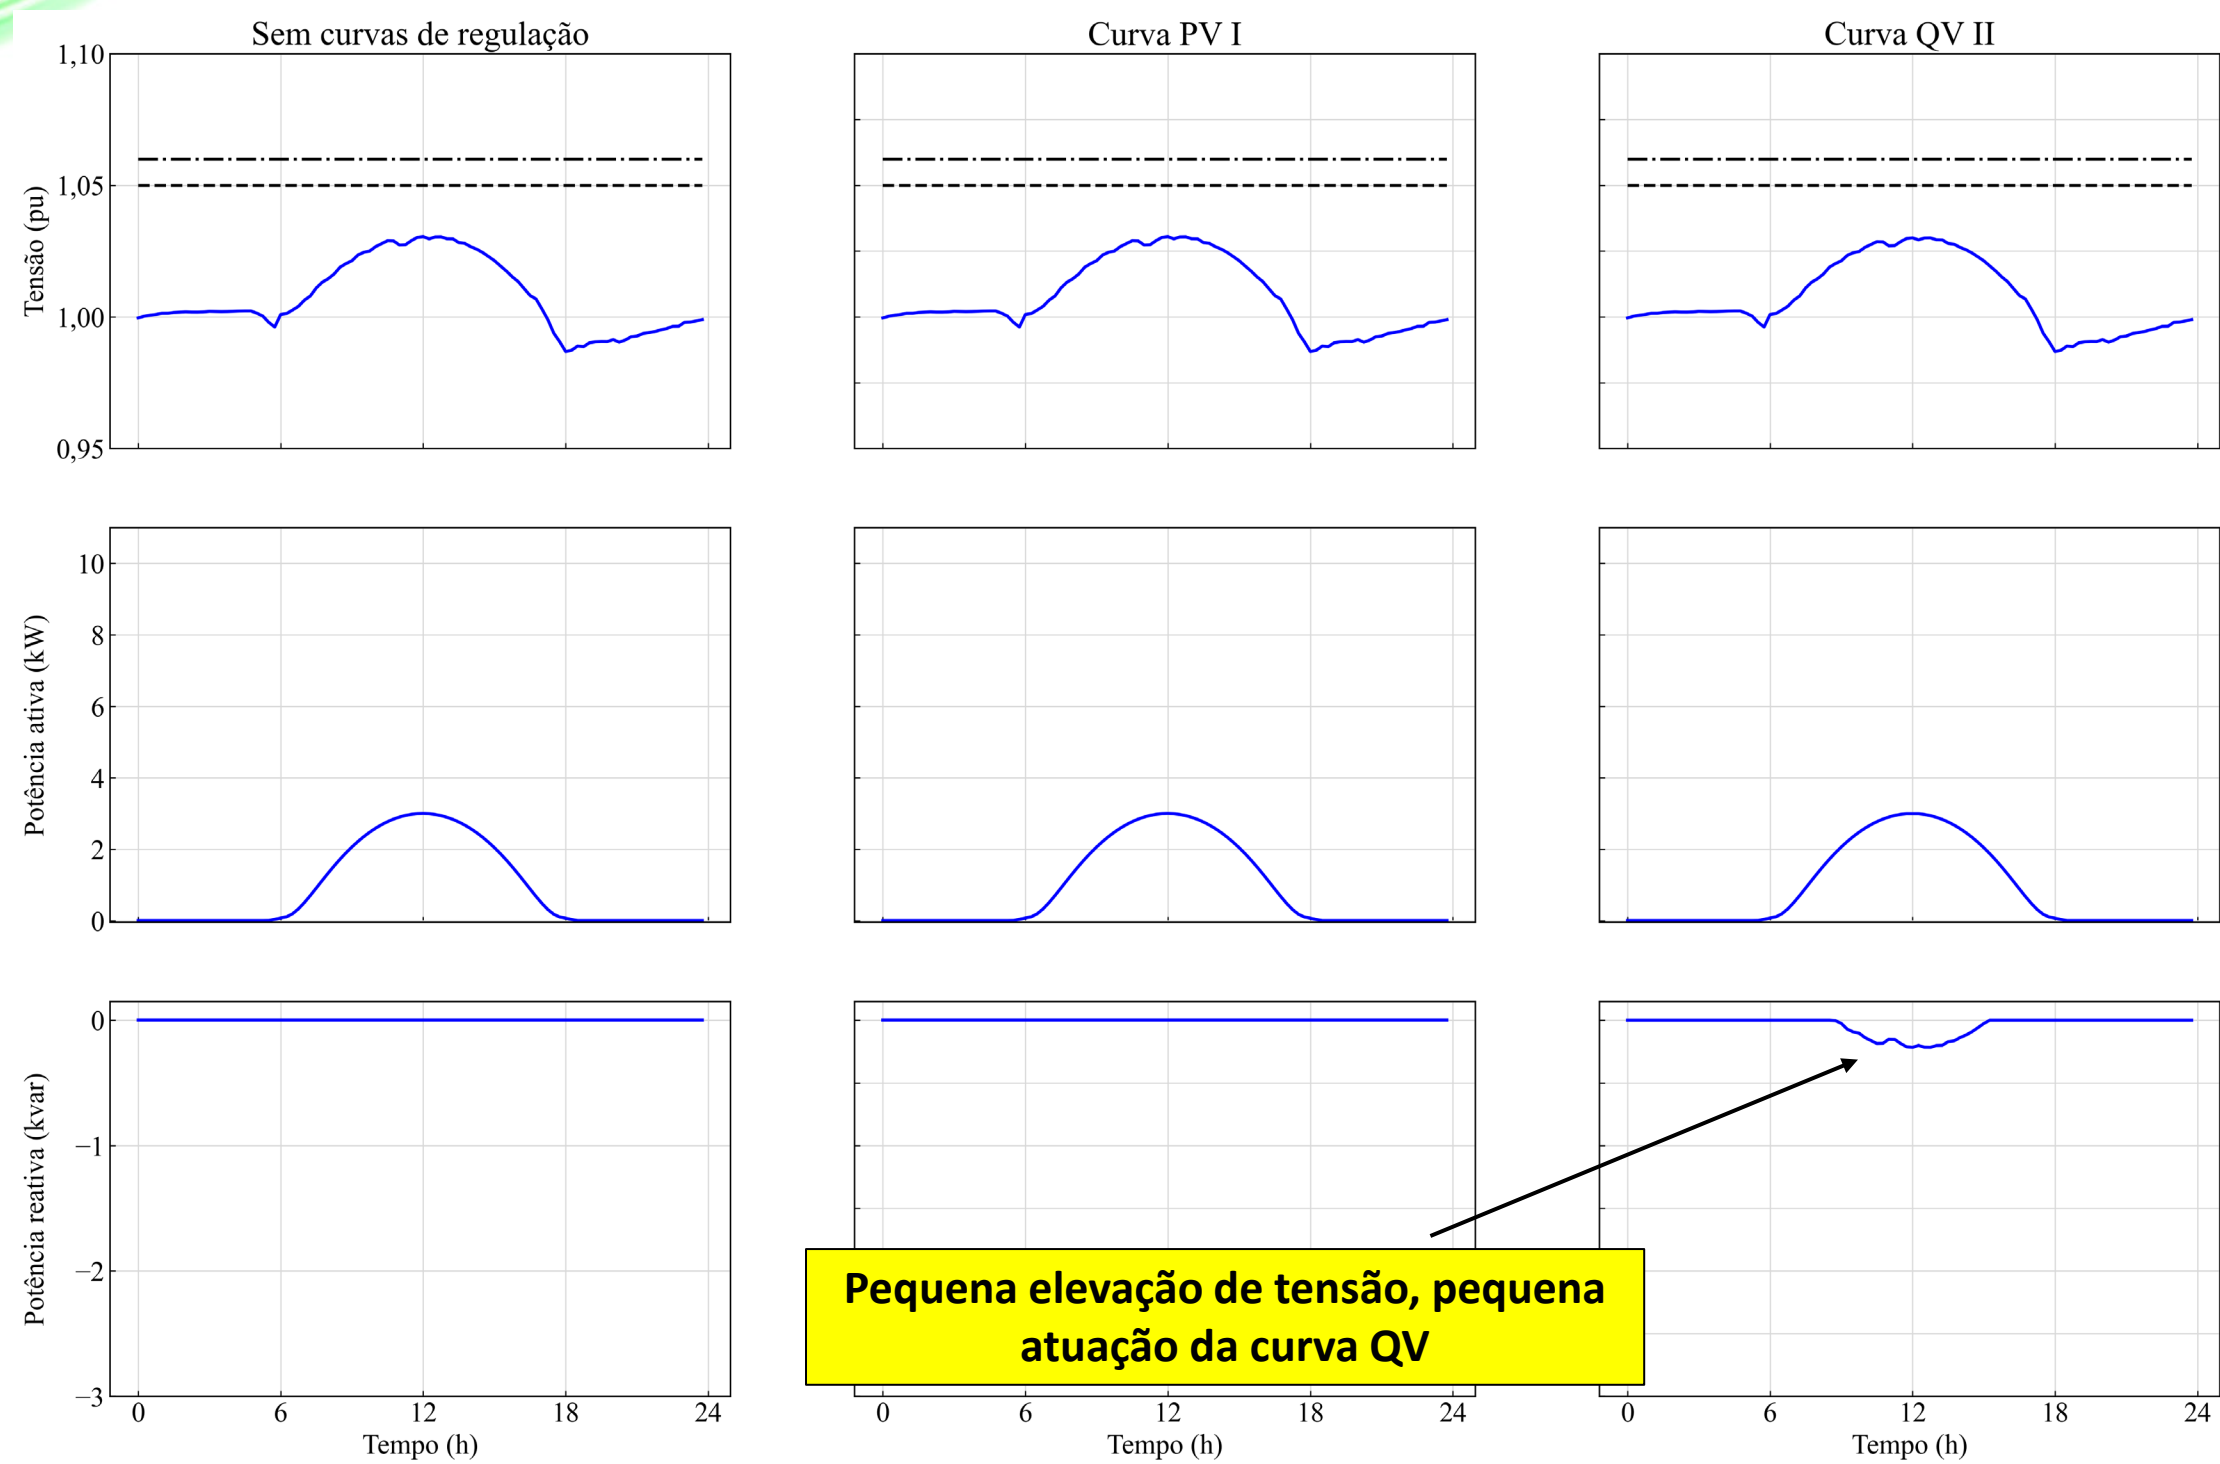 Sem curvas de regulação
Curva PV I
Curva QV II
Tensão (pu)
1,10
1,05
1,00
0,95
Potência ativa (kW)
10
8
6
4
2
0
Potência reativa (kvar)
0
−1
−2
−3
Pequena elevação de tensão, pequena
atuação da curva QV
0 6 12 18 24
0 6 12 18 24
0 6 12 18 24
Tempo (h)
Tempo (h)
Tempo (h)